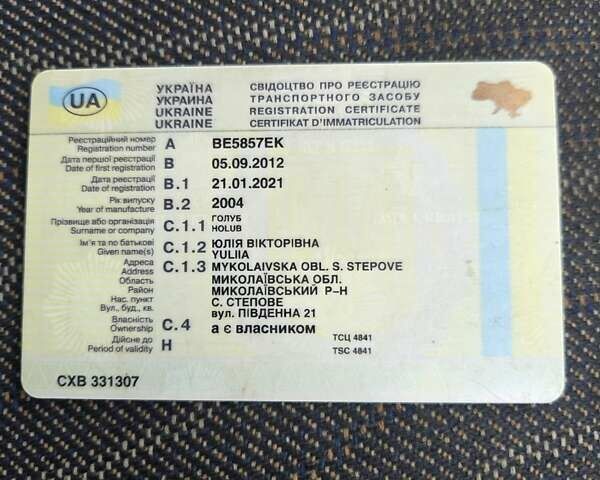 UA
УКРАЇНА
УКРАИНА
UKRAINE
UKRAINE
СВІДОЦТВО ПРО РЕЄСТРАЦІЮ
ТРАНСПОРТНОГО ЗАСОБУ
REGISTRATION CERTIFICATE
CERTIFIKAT D'IMMATRICULATION
Реєстраційний номер
Registration number
A BE5857EK
Дата першої реєстрації
Date of first registration
B 05.09.2012
Дата реєстрації
Date of registration
B.1 21.01.2021
Рік випуску
Year of manufacture
B.2 2004
Прізвище або організація
Surname or company
C.1.1 ГОЛУБ
HOLUB
Ім'я та по батькові
Given name(s)
C.1.2 ЮЛІЯ ВІКТОРІВНА
YULIIA
Адреса
Address
C.1.3 MYKOLAIVSKA OBL. S. STEPOVE
Область МИКОЛАЇВСЬКА ОБЛ.
Район МИКОЛАЇВСЬКИЙ Р-Н
Нас. пункт С. СТЕПОВЕ
Вул., буд., кв. вул. ПІВДЕННА 21
Власність
Ownership
C.4 а є власником
Дійсне до
Period of validity
H
ТСЦ 4841
TSC 4841
CXB 331307